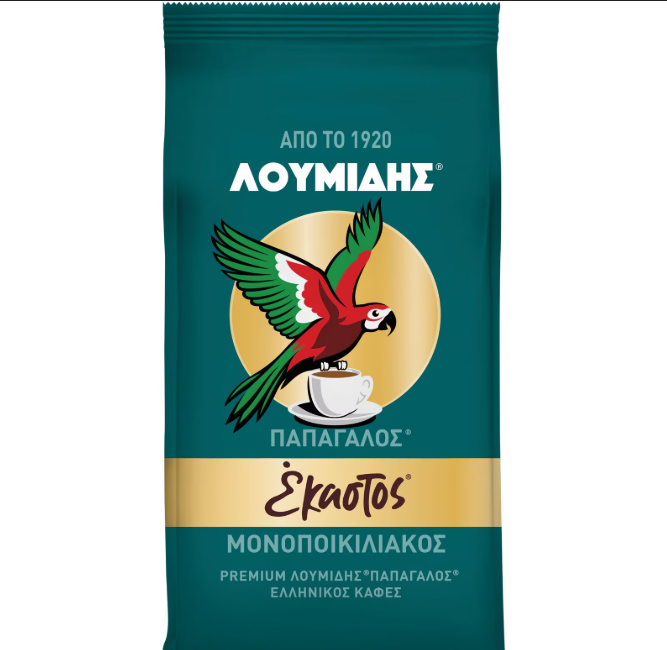 ΑΠΟ ΤΟ 1920
ΛΟΥΜΙΔΗΣ®
ΠΑΠΑΓΑΛΟΣ®
έκαστος®
ΜΟΝΟΠΟΙΚΙΛΙΑΚΟΣ
PREMIUM ΛΟΥΜΙΔΗΣ®ΠΑΠΑΓΑΛΟΣ®
ΕΛΛΗΝΙΚΟΣ ΚΑΦΕΣ